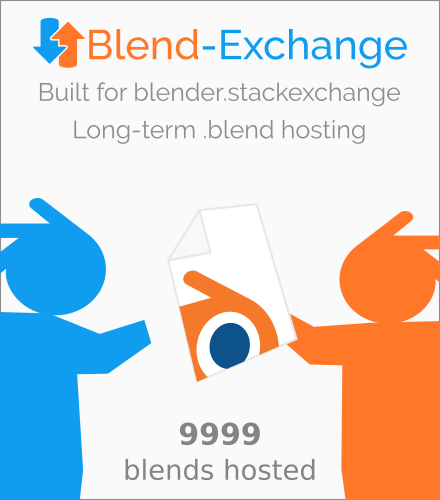 Blend-Exchange
Built for blender.stackexchange
Long-term .blend hosting
9999
blends hosted